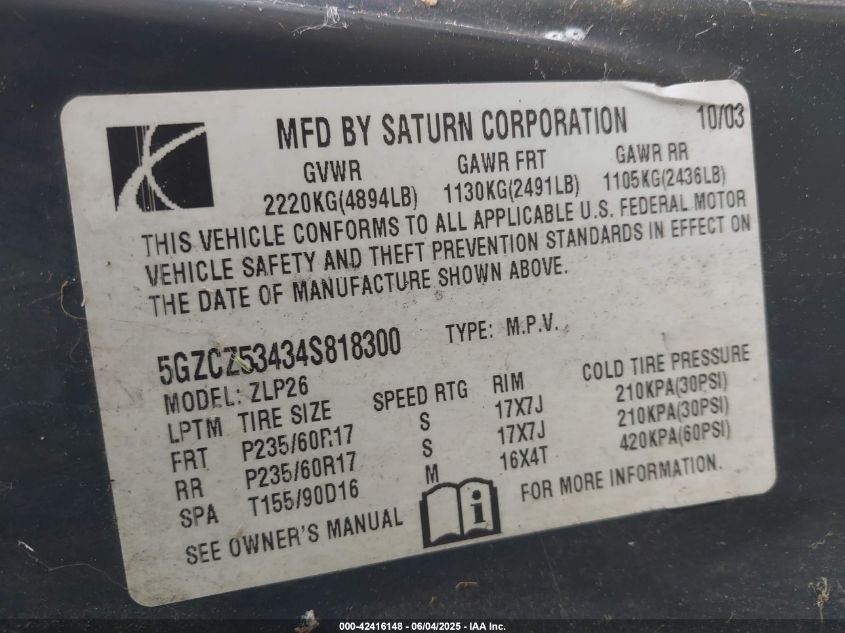 MFD BY SATURN CORPORATION 10/03
GVWR GAWR FRT GAWR RR
2220KG(4894LB) 1130KG(2491LB) 1105KG(2436LB)
THIS VEHICLE CONFORMS TO ALL APPLICABLE U.S. FEDERAL MOTOR
VEHICLE SAFETY AND THEFT PREVENTION STANDARDS IN EFFECT ON
THE DATE OF MANUFACTURE SHOWN ABOVE.
5GZCZ53434S818300 TYPE: M.P.V.
MODEL: ZLP26
LPTM TIRE SIZE SPEED RTG RIM COLD TIRE PRESSURE
FRT P235/60R17 S 17X7J 210KPA(30PSI)
RR P235/60R17 S 17X7J 210KPA(30PSI)
SPA T155/90D16 M 16X4T 420KPA(60PSI)
SEE OWNER'S MANUAL i FOR MORE INFORMATION.
000-42416148 - 06/04/2025 - IAA Inc.